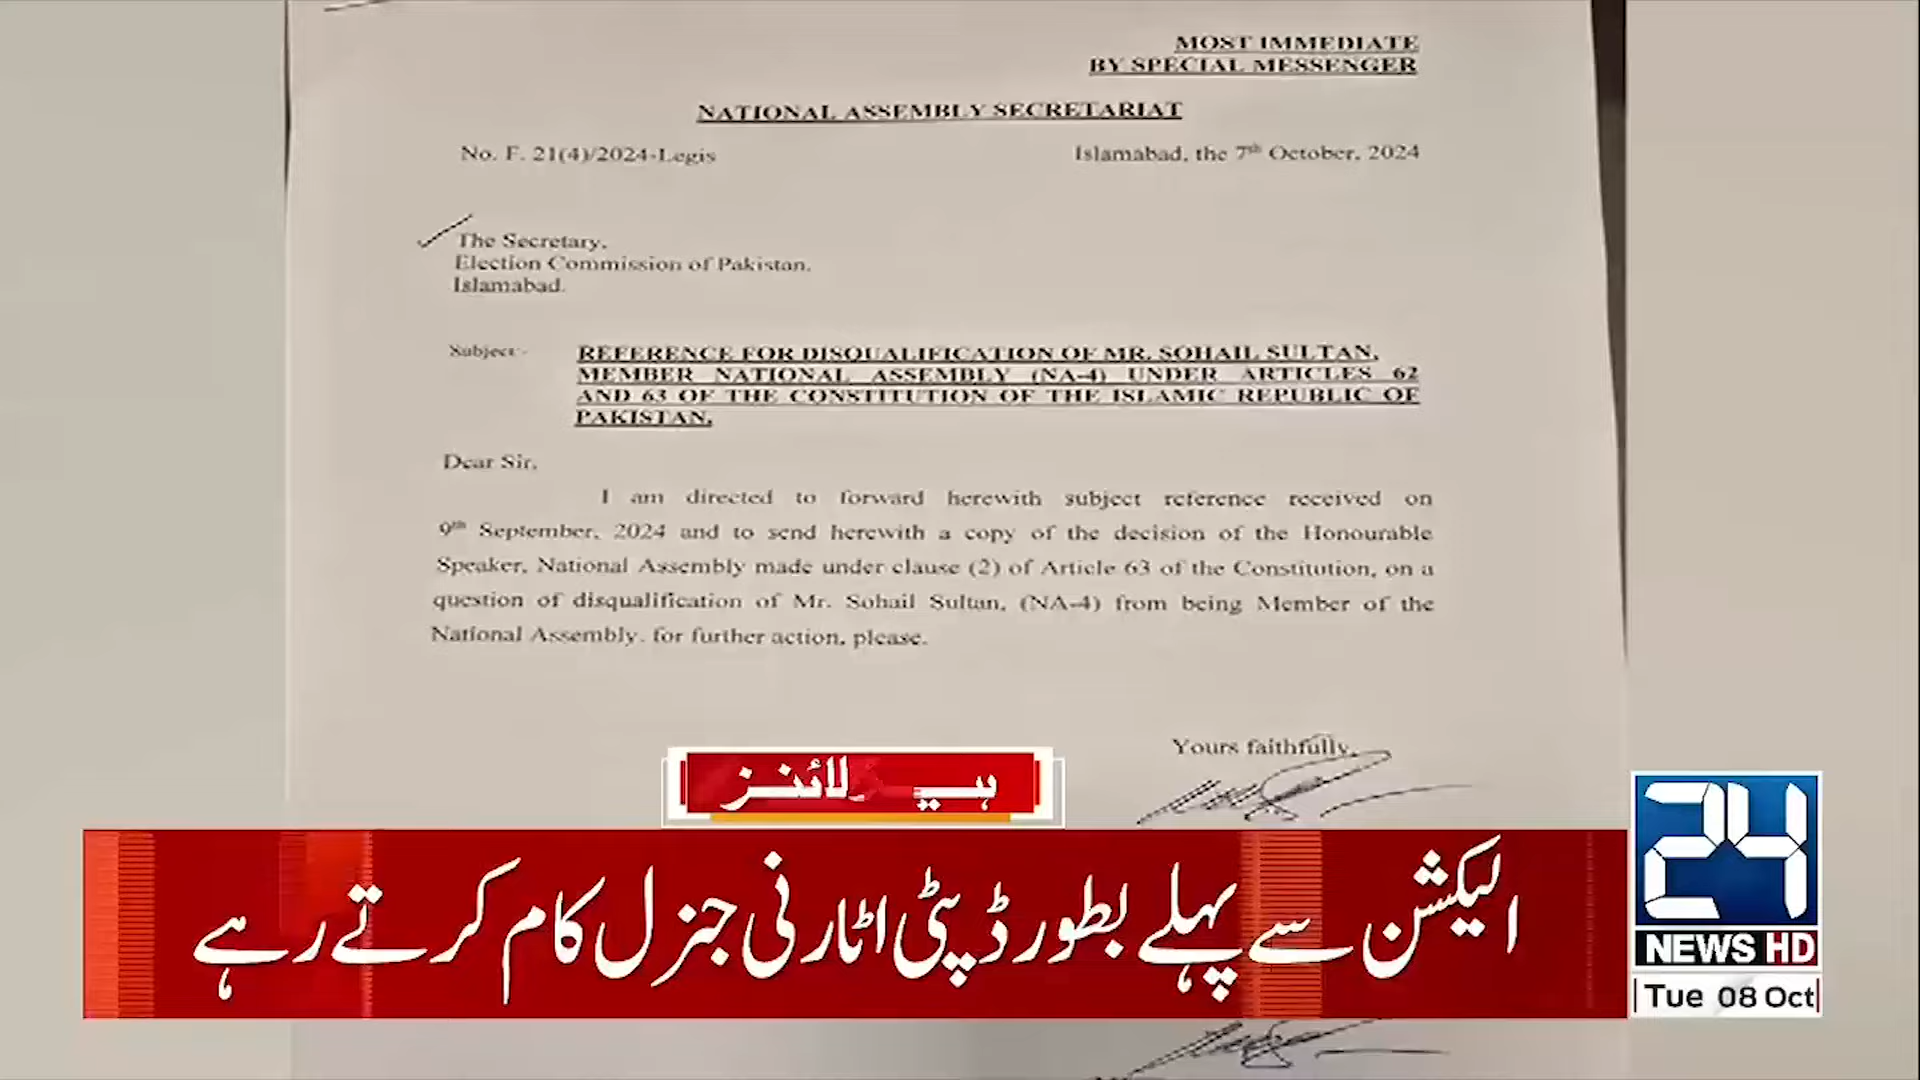 MOST IMMEDIATE
BY SPECIAL MESSENGER
NATIONAL ASSEMBLY SECRETARIAT
No. F. 21(4)/2024-Legis
Islamabad, the 7th October, 2024
The Secretary,
Election Commission of Pakistan,
Islamabad.
Subject:-
REFERENCE FOR DISQUALIFICATION OF MR. SOHAIL SULTAN,
MEMBER NATIONAL ASSEMBLY (NA-4) UNDER ARTICLES 62
AND 63 OF THE CONSTITUTION OF THE ISLAMIC REPUBLIC OF
PAKISTAN.
Dear Sir,
I am directed to forward herewith subject reference received on
9th September, 2024 and to send herewith a copy of the decision of the Honourable
Speaker, National Assembly made under clause (2) of Article 63 of the Constitution, on a
question of disqualification of Mr. Sohail Sultan, (NA-4) from being Member of the
National Assembly. for further action, please.
Yours faithfully,
ہیڈ لائنز
الیکشن سے پہلے بطور ڈپٹی اٹارنی جنرل کام کرتے رہے
24
NEWS HD
Tue 08 Oct